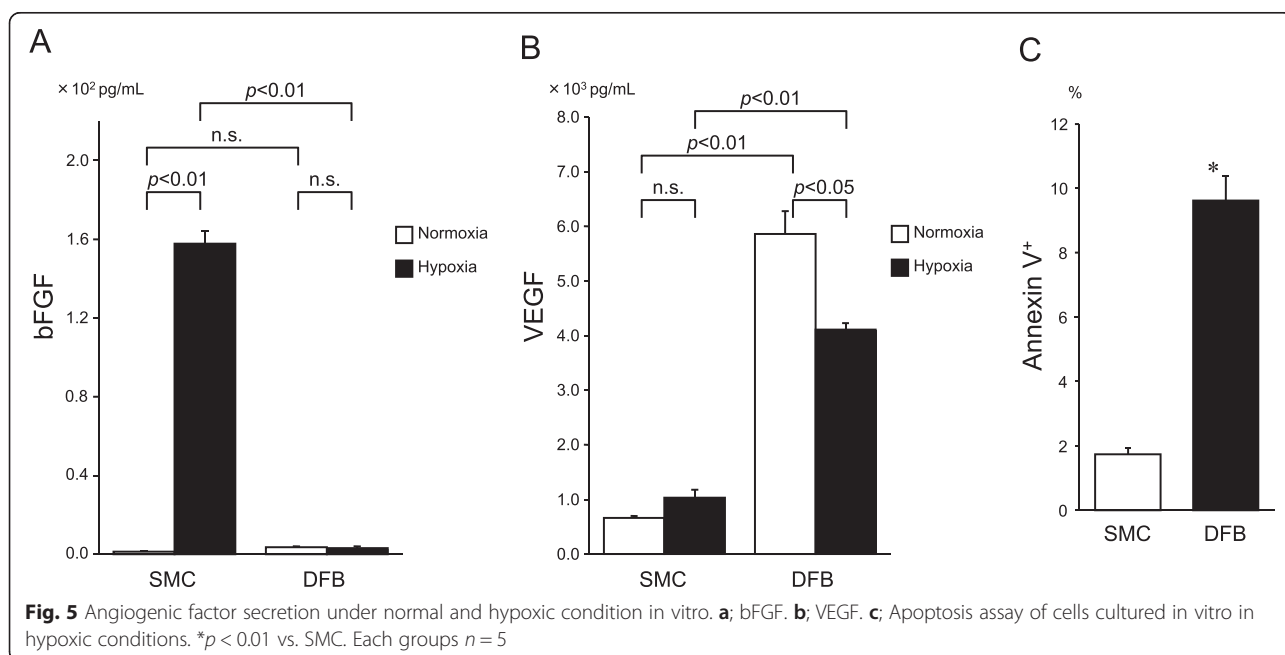 A
× 10² pg/mL
p<0.01
n.s.
p<0.01
n.s.
2.0
1.6
1.2
0.8
0.4
0.0
bFGF
Normoxia
Hypoxia
SMC DFB
B
× 10³ pg/mL
p<0.01
p<0.01
n.s.
p<0.05
8.0
7.0
6.0
5.0
4.0
3.0
2.0
1.0
0.0
VEGF
Normoxia
Hypoxia
SMC DFB
C
%
12
10
8
6
4
2
0
Annexin V⁺
*
SMC DFB
Fig. 5 Angiogenic factor secretion under normal and hypoxic condition in vitro. a; bFGF. b; VEGF. c; Apoptosis assay of cells cultured in vitro in
hypoxic conditions. *p < 0.01 vs. SMC. Each groups n = 5